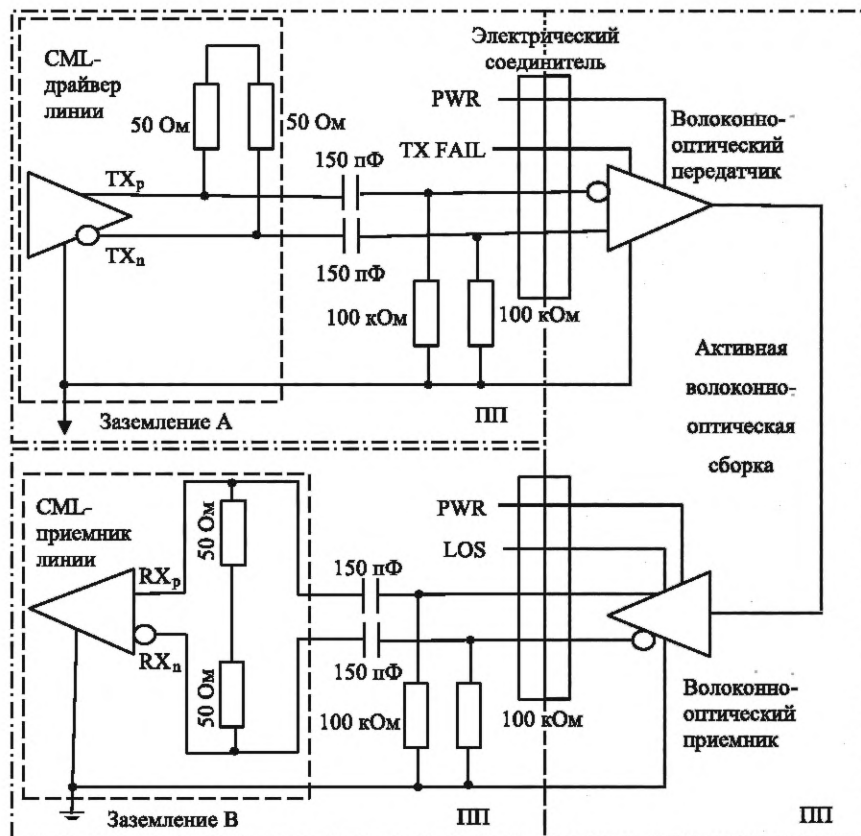 CML-
драйвер
линии
50 Ом
50 Ом
TXp
TXn
150 пФ
150 пФ
100 кОм
100 кОм
Электрический
соединитель
PWR
TX FAIL
Волоконно-
оптический
передатчик
Активная
волоконно-
оптическая
сборка
Заземление А
ПП
CML-
приемник
линии
50 Ом
50 Ом
RXp
RXn
150 пФ
150 пФ
100 кОм
100 кОм
PWR
LOS
Волоконно-
оптический
приемник
Заземление В
ПП
ПП